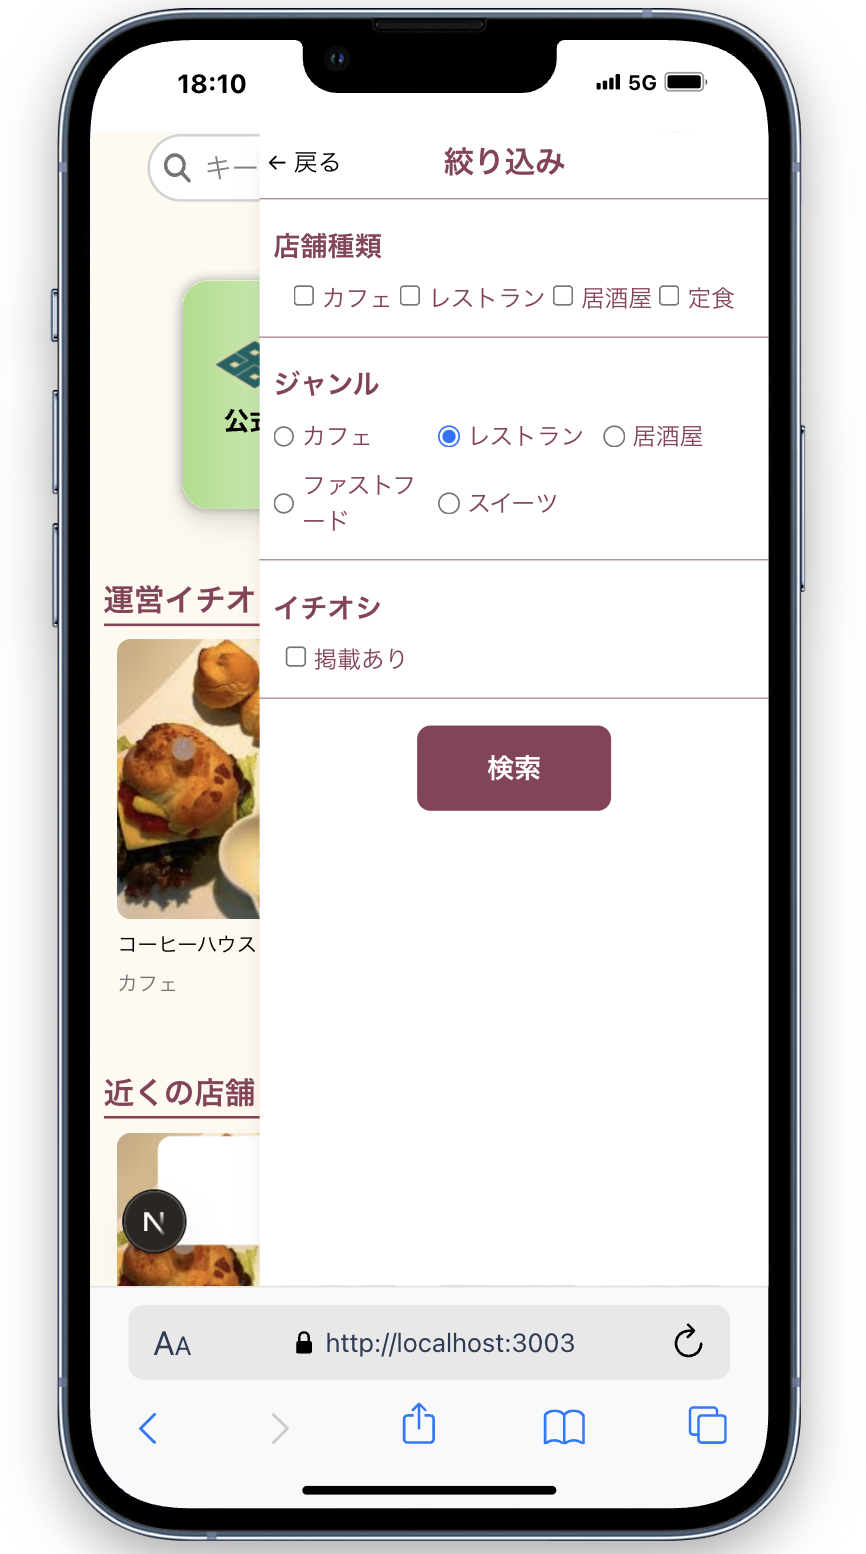 18:10
5G
キー
← 戻る
絞り込み
店舗種類
カフェ レストラン 居酒屋 定食
ジャンル
カフェ レストラン 居酒屋
ファストフ
ード
スイーツ
イチオシ
掲載あり
検索
公式
運営イチオ
コーヒーハウス
カフェ
近くの店舗
N
AA
http://localhost:3003